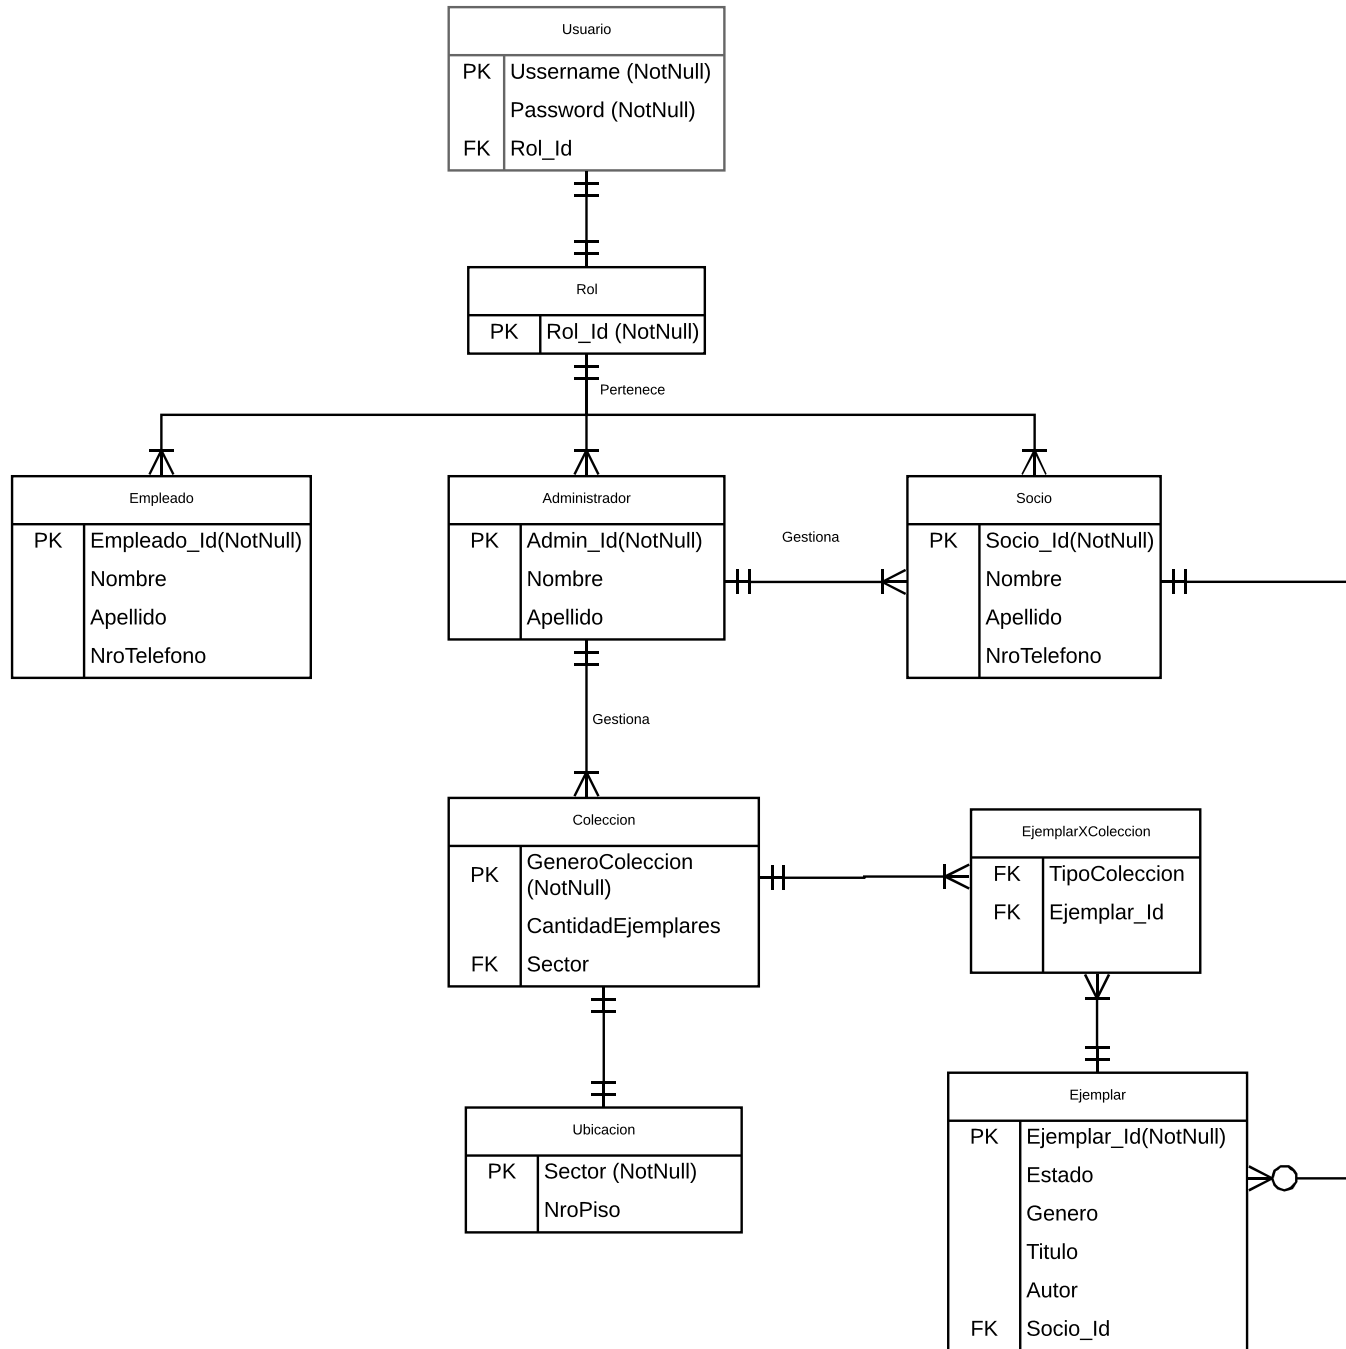 Usuario
PK Ussername (NotNull)
Password (NotNull)
FK Rol_Id
Rol
PK Rol_Id (NotNull)
Pertenece
Empleado
PK Empleado_Id(NotNull)
Nombre
Apellido
NroTelefono
Administrador
PK Admin_Id(NotNull)
Nombre
Apellido
Gestiona
Socio
PK Socio_Id(NotNull)
Nombre
Apellido
NroTelefono
Gestiona
Coleccion
PK GeneroColeccion
(NotNull)
CantidadEjemplares
FK Sector
EjemplarXColeccion
FK TipoColeccion
FK Ejemplar_Id
Ubicacion
PK Sector (NotNull)
NroPiso
Ejemplar
PK Ejemplar_Id(NotNull)
Estado
Genero
Titulo
Autor
FK Socio_Id